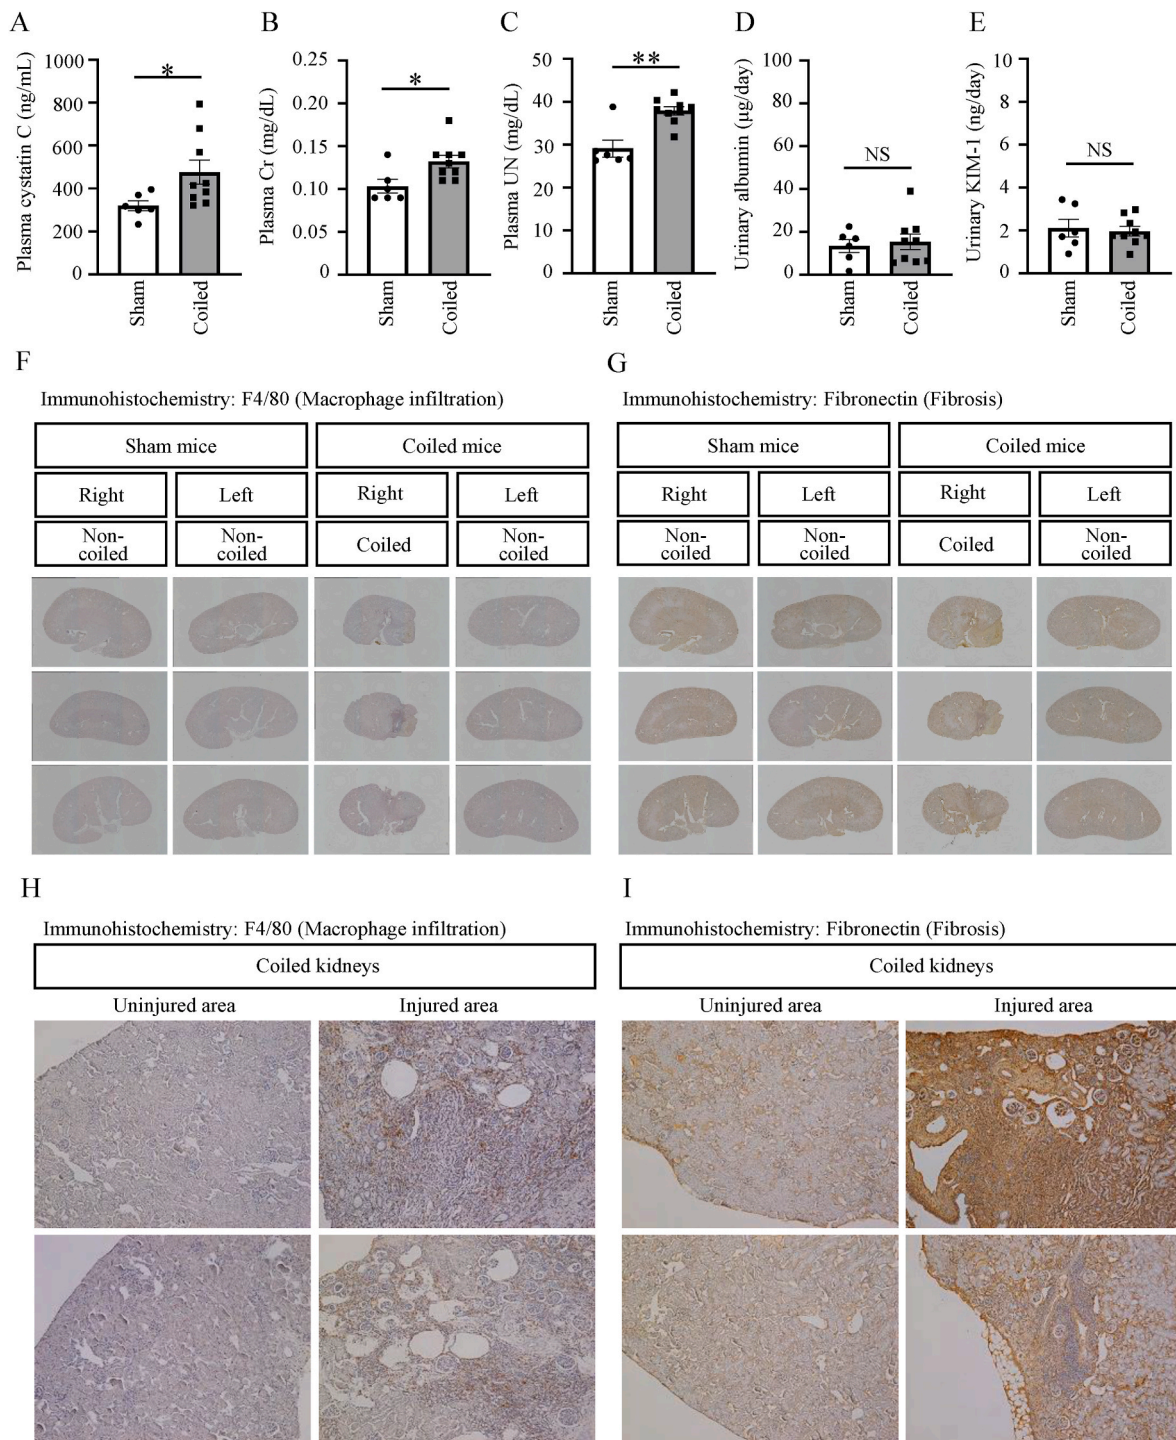 A
B
C
D
E
Plasma cystatin C (ng/mL)
1000
800
600
400
200
0
*
Sham
Coiled
Plasma Cr (mg/dL)
0.25
0.20
0.15
0.10
0.05
0.00
*
Sham
Coiled
Plasma UN (mg/dL)
50
40
30
20
10
0
**
Sham
Coiled
Urinary albumin (μg/day)
100
80
60
40
20
0
NS
Sham
Coiled
Urinary KIM-1 (ng/day)
10
8
6
4
2
0
NS
Sham
Coiled
F
Immunohistochemistry: F4/80 (Macrophage infiltration)
Sham mice
Coiled mice
Right
Left
Right
Left
Non-
coiled
Non-
coiled
Coiled
Non-
coiled
G
Immunohistochemistry: Fibronectin (Fibrosis)
Sham mice
Coiled mice
Right
Left
Right
Left
Non-
coiled
Non-
coiled
Coiled
Non-
coiled
H
Immunohistochemistry: F4/80 (Macrophage infiltration)
Coiled kidneys
Uninjured area
Injured area
I
Immunohistochemistry: Fibronectin (Fibrosis)
Coiled kidneys
Uninjured area
Injured area